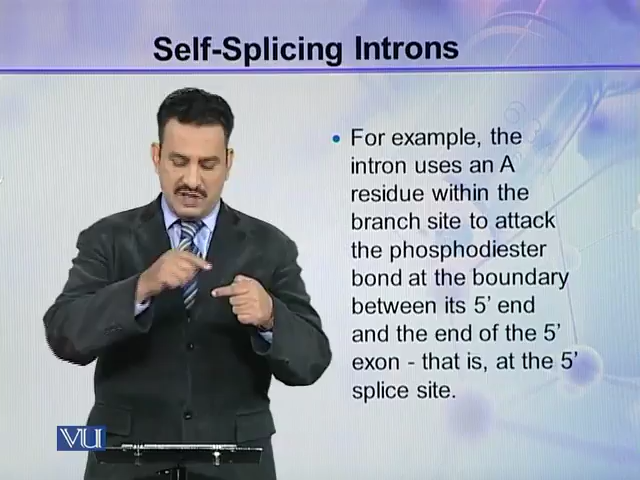 Self-Splicing Introns
For example, the
intron uses an A
residue within the
branch site to attack
the phosphodiester
bond at the boundary
between its 5’ end
and the end of the 5’
exon - that is, at the 5’
splice site.
VU